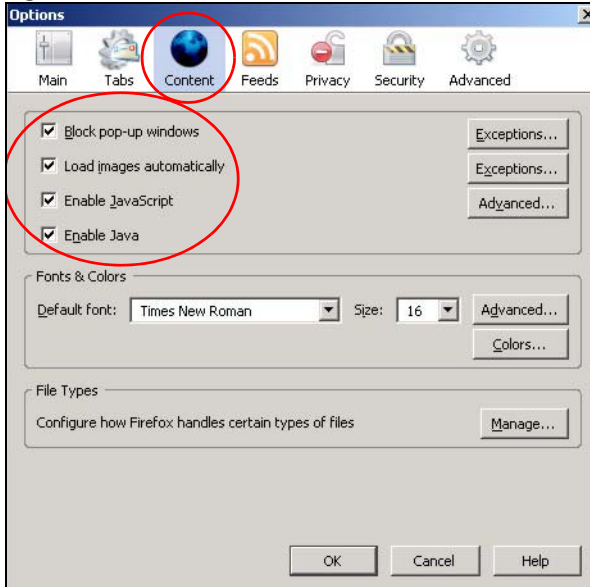 Options
Main Tabs Content Feeds Privacy Security Advanced
Block pop-up windows Exceptions...
Load images automatically Exceptions...
Enable JavaScript Advanced...
Enable Java
Fonts & Colors
Default font: Times New Roman Size: 16 Advanced...
Colors...
File Types
Configure how Firefox handles certain types of files Manage...
OK Cancel Help